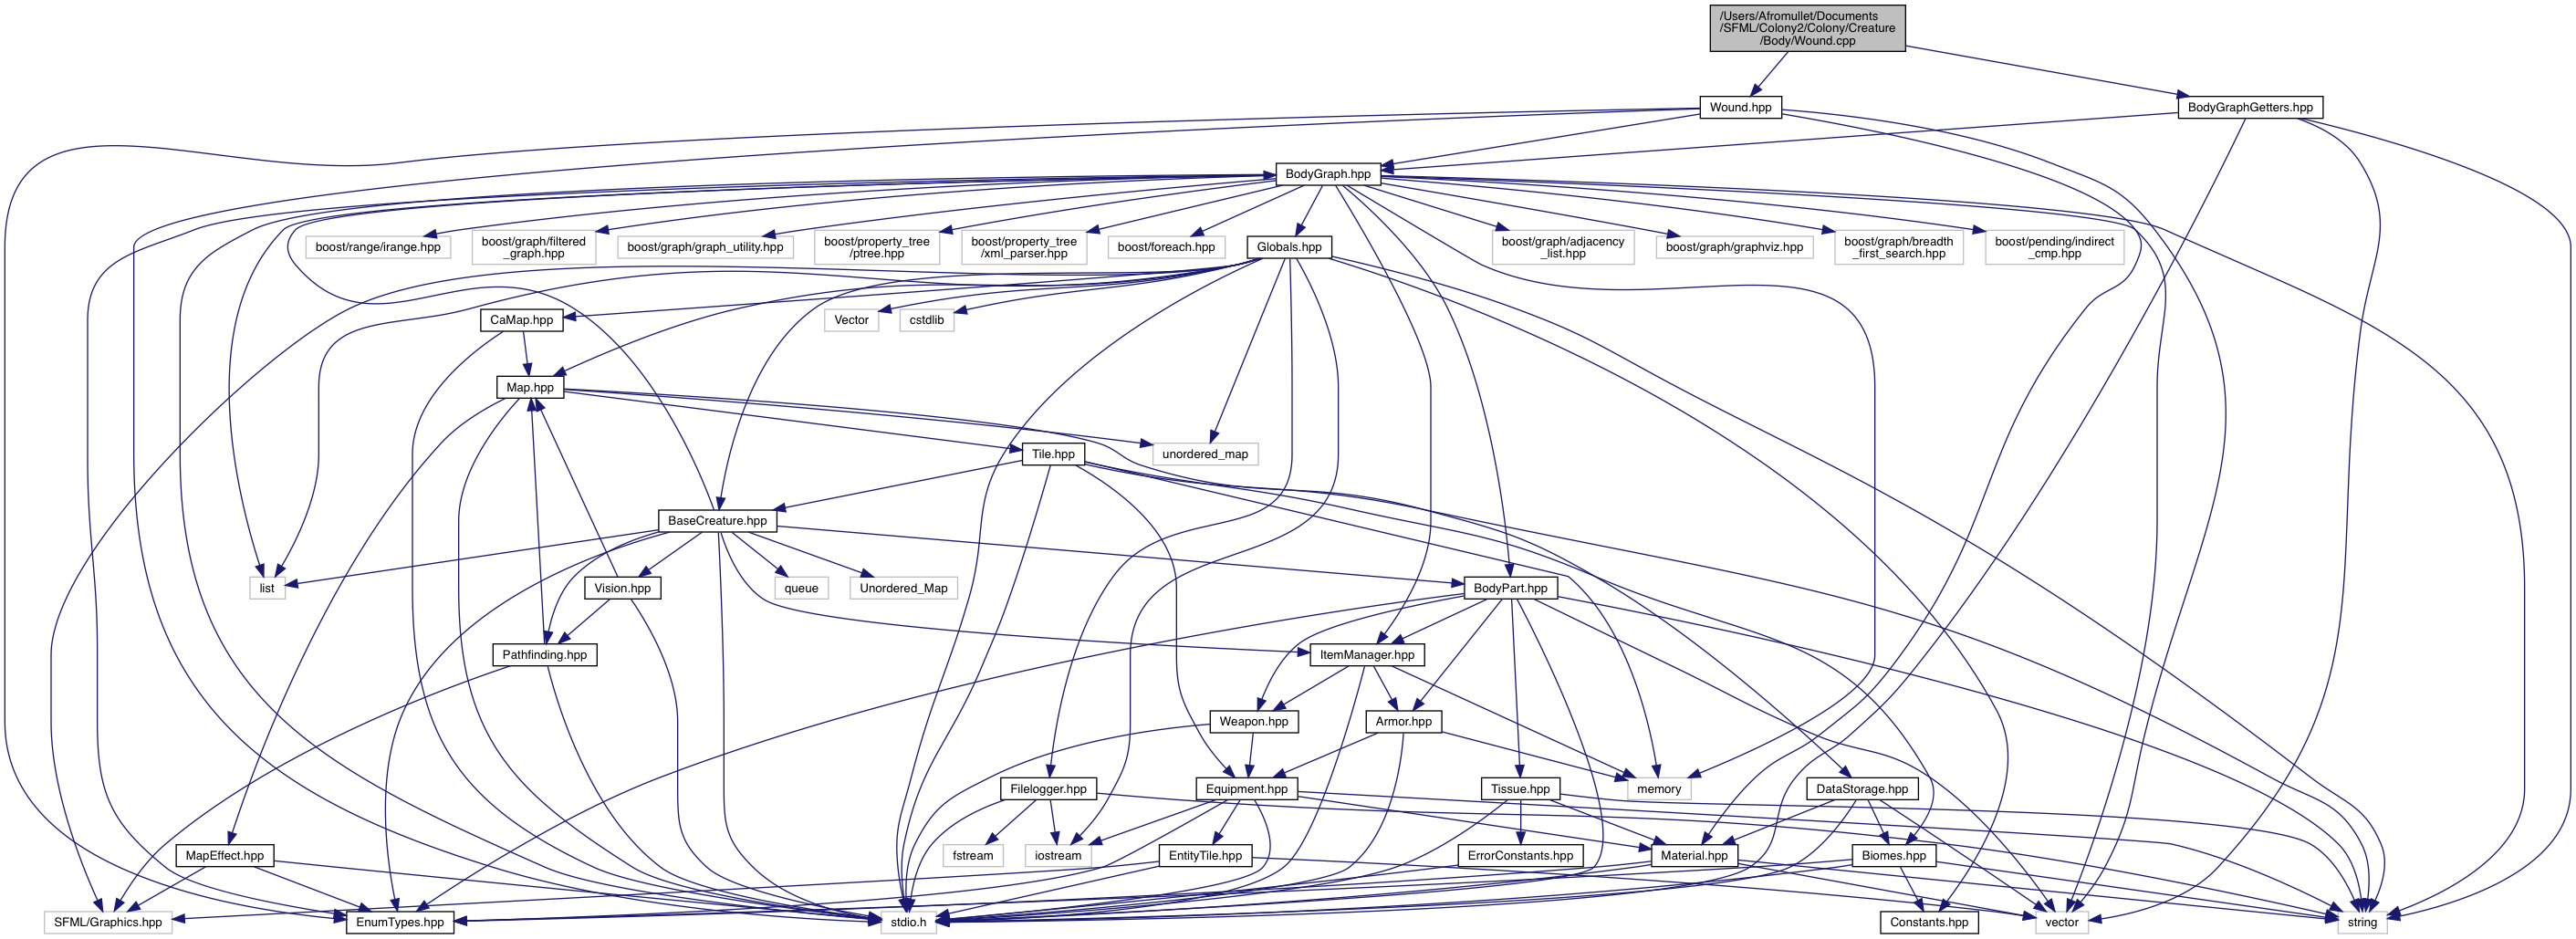 /Users/Afromullet/Documents
/SFML/Colony2/Colony/Creature
/Body/Wound.cpp
Wound.hpp
BodyGraphGetters.hpp
BodyGraph.hpp
boost/range/irange.hpp
boost/graph/filtered
_graph.hpp
boost/graph/graph_utility.hpp
boost/property_tree
/ptree.hpp
boost/property_tree
/xml_parser.hpp
boost/foreach.hpp
Globals.hpp
boost/graph/adjacency
_list.hpp
boost/graph/graphviz.hpp
boost/graph/breadth
_first_search.hpp
boost/pending/indirect
_cmp.hpp
CaMap.hpp
Vector
cstdlib
Map.hpp
Tile.hpp
unordered_map
BaseCreature.hpp
list
Vision.hpp
queue
Unordered_Map
BodyPart.hpp
Pathfinding.hpp
ItemManager.hpp
Weapon.hpp
Armor.hpp
Filelogger.hpp
Equipment.hpp
Tissue.hpp
memory
DataStorage.hpp
MapEffect.hpp
fstream
iostream
EntityTile.hpp
ErrorConstants.hpp
Material.hpp
Biomes.hpp
SFML/Graphics.hpp
EnumTypes.hpp
stdio.h
Constants.hpp
vector
string